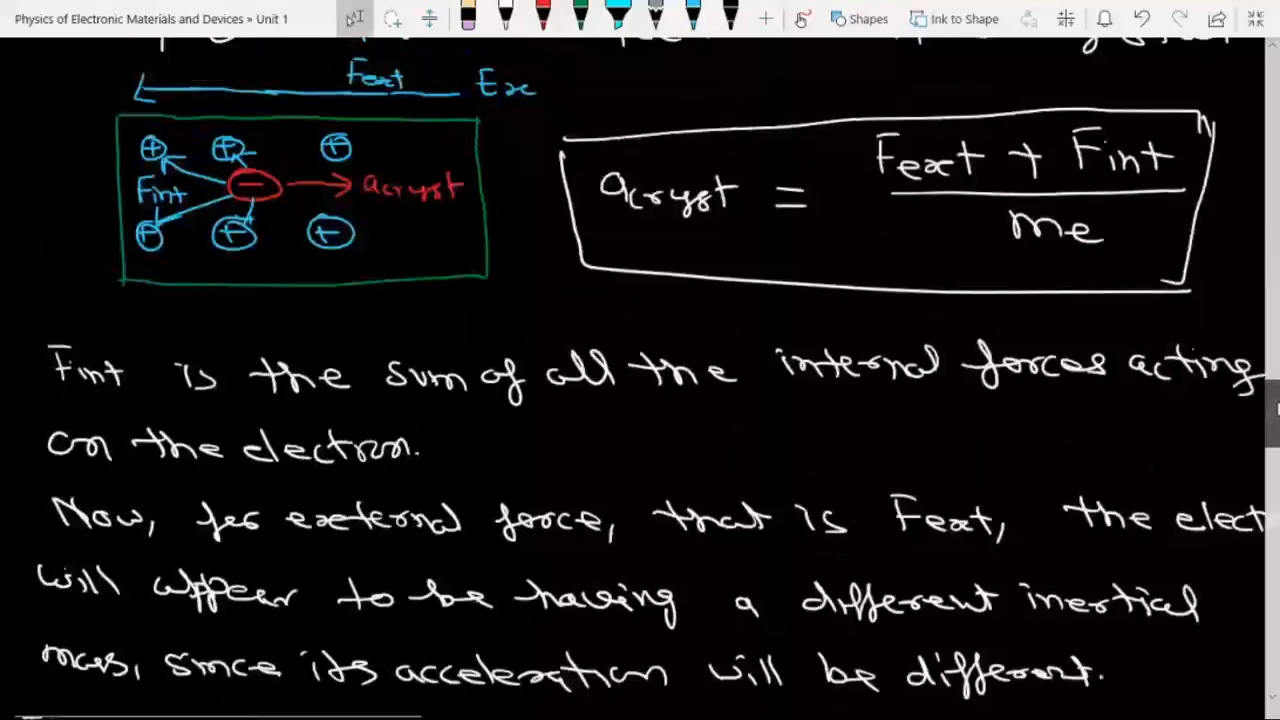 Physics of Electronic Materials and Devices » Unit 1
Shapes
Ink to Shape
Fext Ex
+ + +
Fint − acryst
+ + +
acryst = Fext + Fint / me
Fint is the sum of all the internal forces acting
on the electron.
Now, for external force, that is Fext, the elect
will appear to be having a different inertial
mass, since its acceleration will be different.